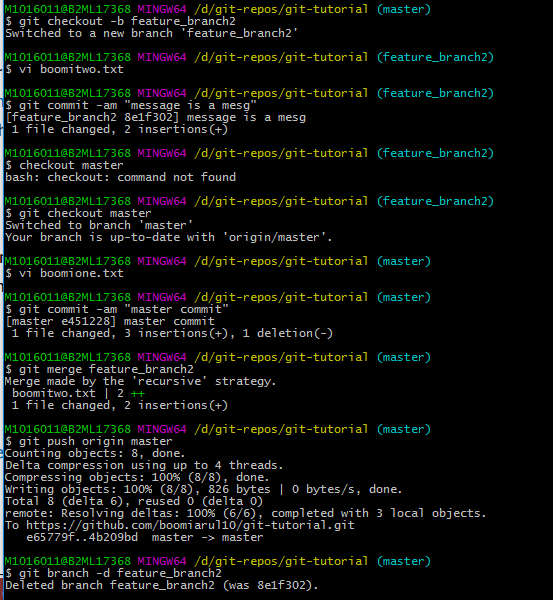 M1016011@B2ML17368 MINGW64 /d/git-repos/git-tutorial (master)
$ git checkout -b feature_branch2
Switched to a new branch 'feature_branch2'
M1016011@B2ML17368 MINGW64 /d/git-repos/git-tutorial (feature_branch2)
$ vi boomitwo.txt
M1016011@B2ML17368 MINGW64 /d/git-repos/git-tutorial (feature_branch2)
$ git commit -am "message is a mesg"
[feature_branch2 8e1f302] message is a mesg
1 file changed, 2 insertions(+)
M1016011@B2ML17368 MINGW64 /d/git-repos/git-tutorial (feature_branch2)
$ checkout master
bash: checkout: command not found
M1016011@B2ML17368 MINGW64 /d/git-repos/git-tutorial (feature_branch2)
$ git checkout master
Switched to branch 'master'
Your branch is up-to-date with 'origin/master'.
M1016011@B2ML17368 MINGW64 /d/git-repos/git-tutorial (master)
$ vi boomione.txt
M1016011@B2ML17368 MINGW64 /d/git-repos/git-tutorial (master)
$ git commit -am "master commit"
[master e451228] master commit
1 file changed, 3 insertions(+), 1 deletion(-)
M1016011@B2ML17368 MINGW64 /d/git-repos/git-tutorial (master)
$ git merge feature_branch2
Merge made by the 'recursive' strategy.
boomitwo.txt | 2 ++
1 file changed, 2 insertions(+)
M1016011@B2ML17368 MINGW64 /d/git-repos/git-tutorial (master)
$ git push origin master
Counting objects: 8, done.
Delta compression using up to 4 threads.
Compressing objects: 100% (8/8), done.
Writing objects: 100% (8/8), 826 bytes | 0 bytes/s, done.
Total 8 (delta 6), reused 0 (delta 0)
remote: Resolving deltas: 100% (6/6), completed with 3 local objects.
To https://github.com/boomiarul10/git-tutorial.git
e65779f..4b209bd master -> master
M1016011@B2ML17368 MINGW64 /d/git-repos/git-tutorial (master)
$ git branch -d feature_branch2
Deleted branch feature_branch2 (was 8e1f302).